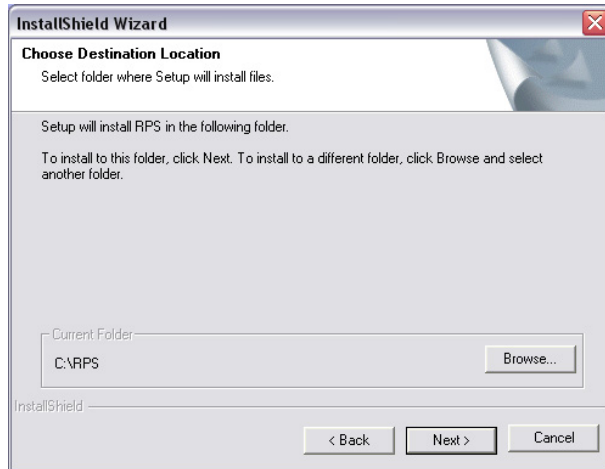 InstallShield Wizard
Choose Destination Location
Select folder where Setup will install files.
Setup will install RPS in the following folder.
To install to this folder, click Next. To install to a different folder, click Browse and select
another folder.
Current Folder
C:\RPS
Browse...
InstallShield
< Back
Next >
Cancel